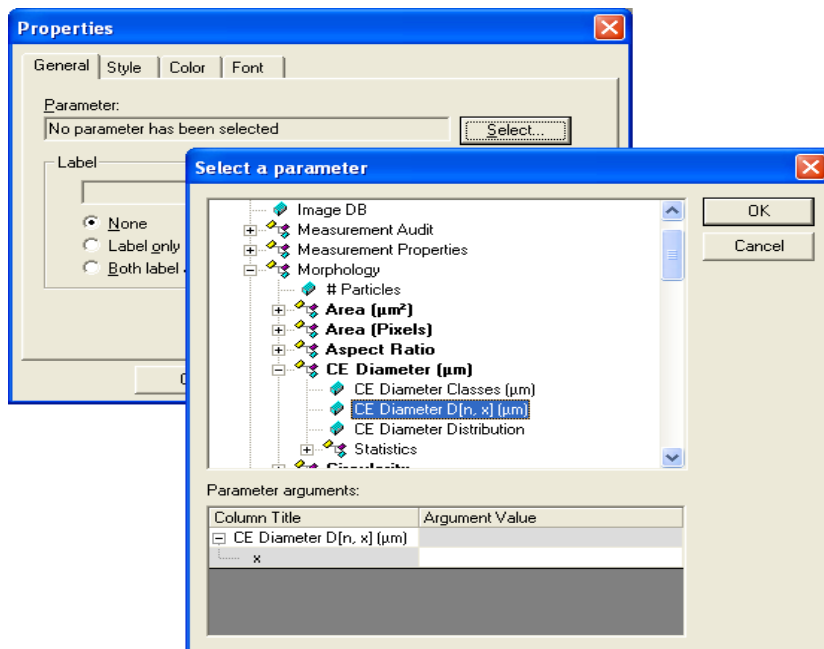 Properties
General Style Color Font
Parameter:
No parameter has been selected
Select...
Label
None
Label only
Both label
Select a parameter
Image DB
Measurement Audit
Measurement Properties
Morphology
# Particles
Area (µm²)
Area (Pixels)
Aspect Ratio
CE Diameter (µm)
CE Diameter Classes (µm)
CE Diameter D[n, x] (µm)
CE Diameter Distribution
Statistics
OK
Cancel
Parameter arguments:
Column Title Argument Value
CE Diameter D[n, x] (µm)
x